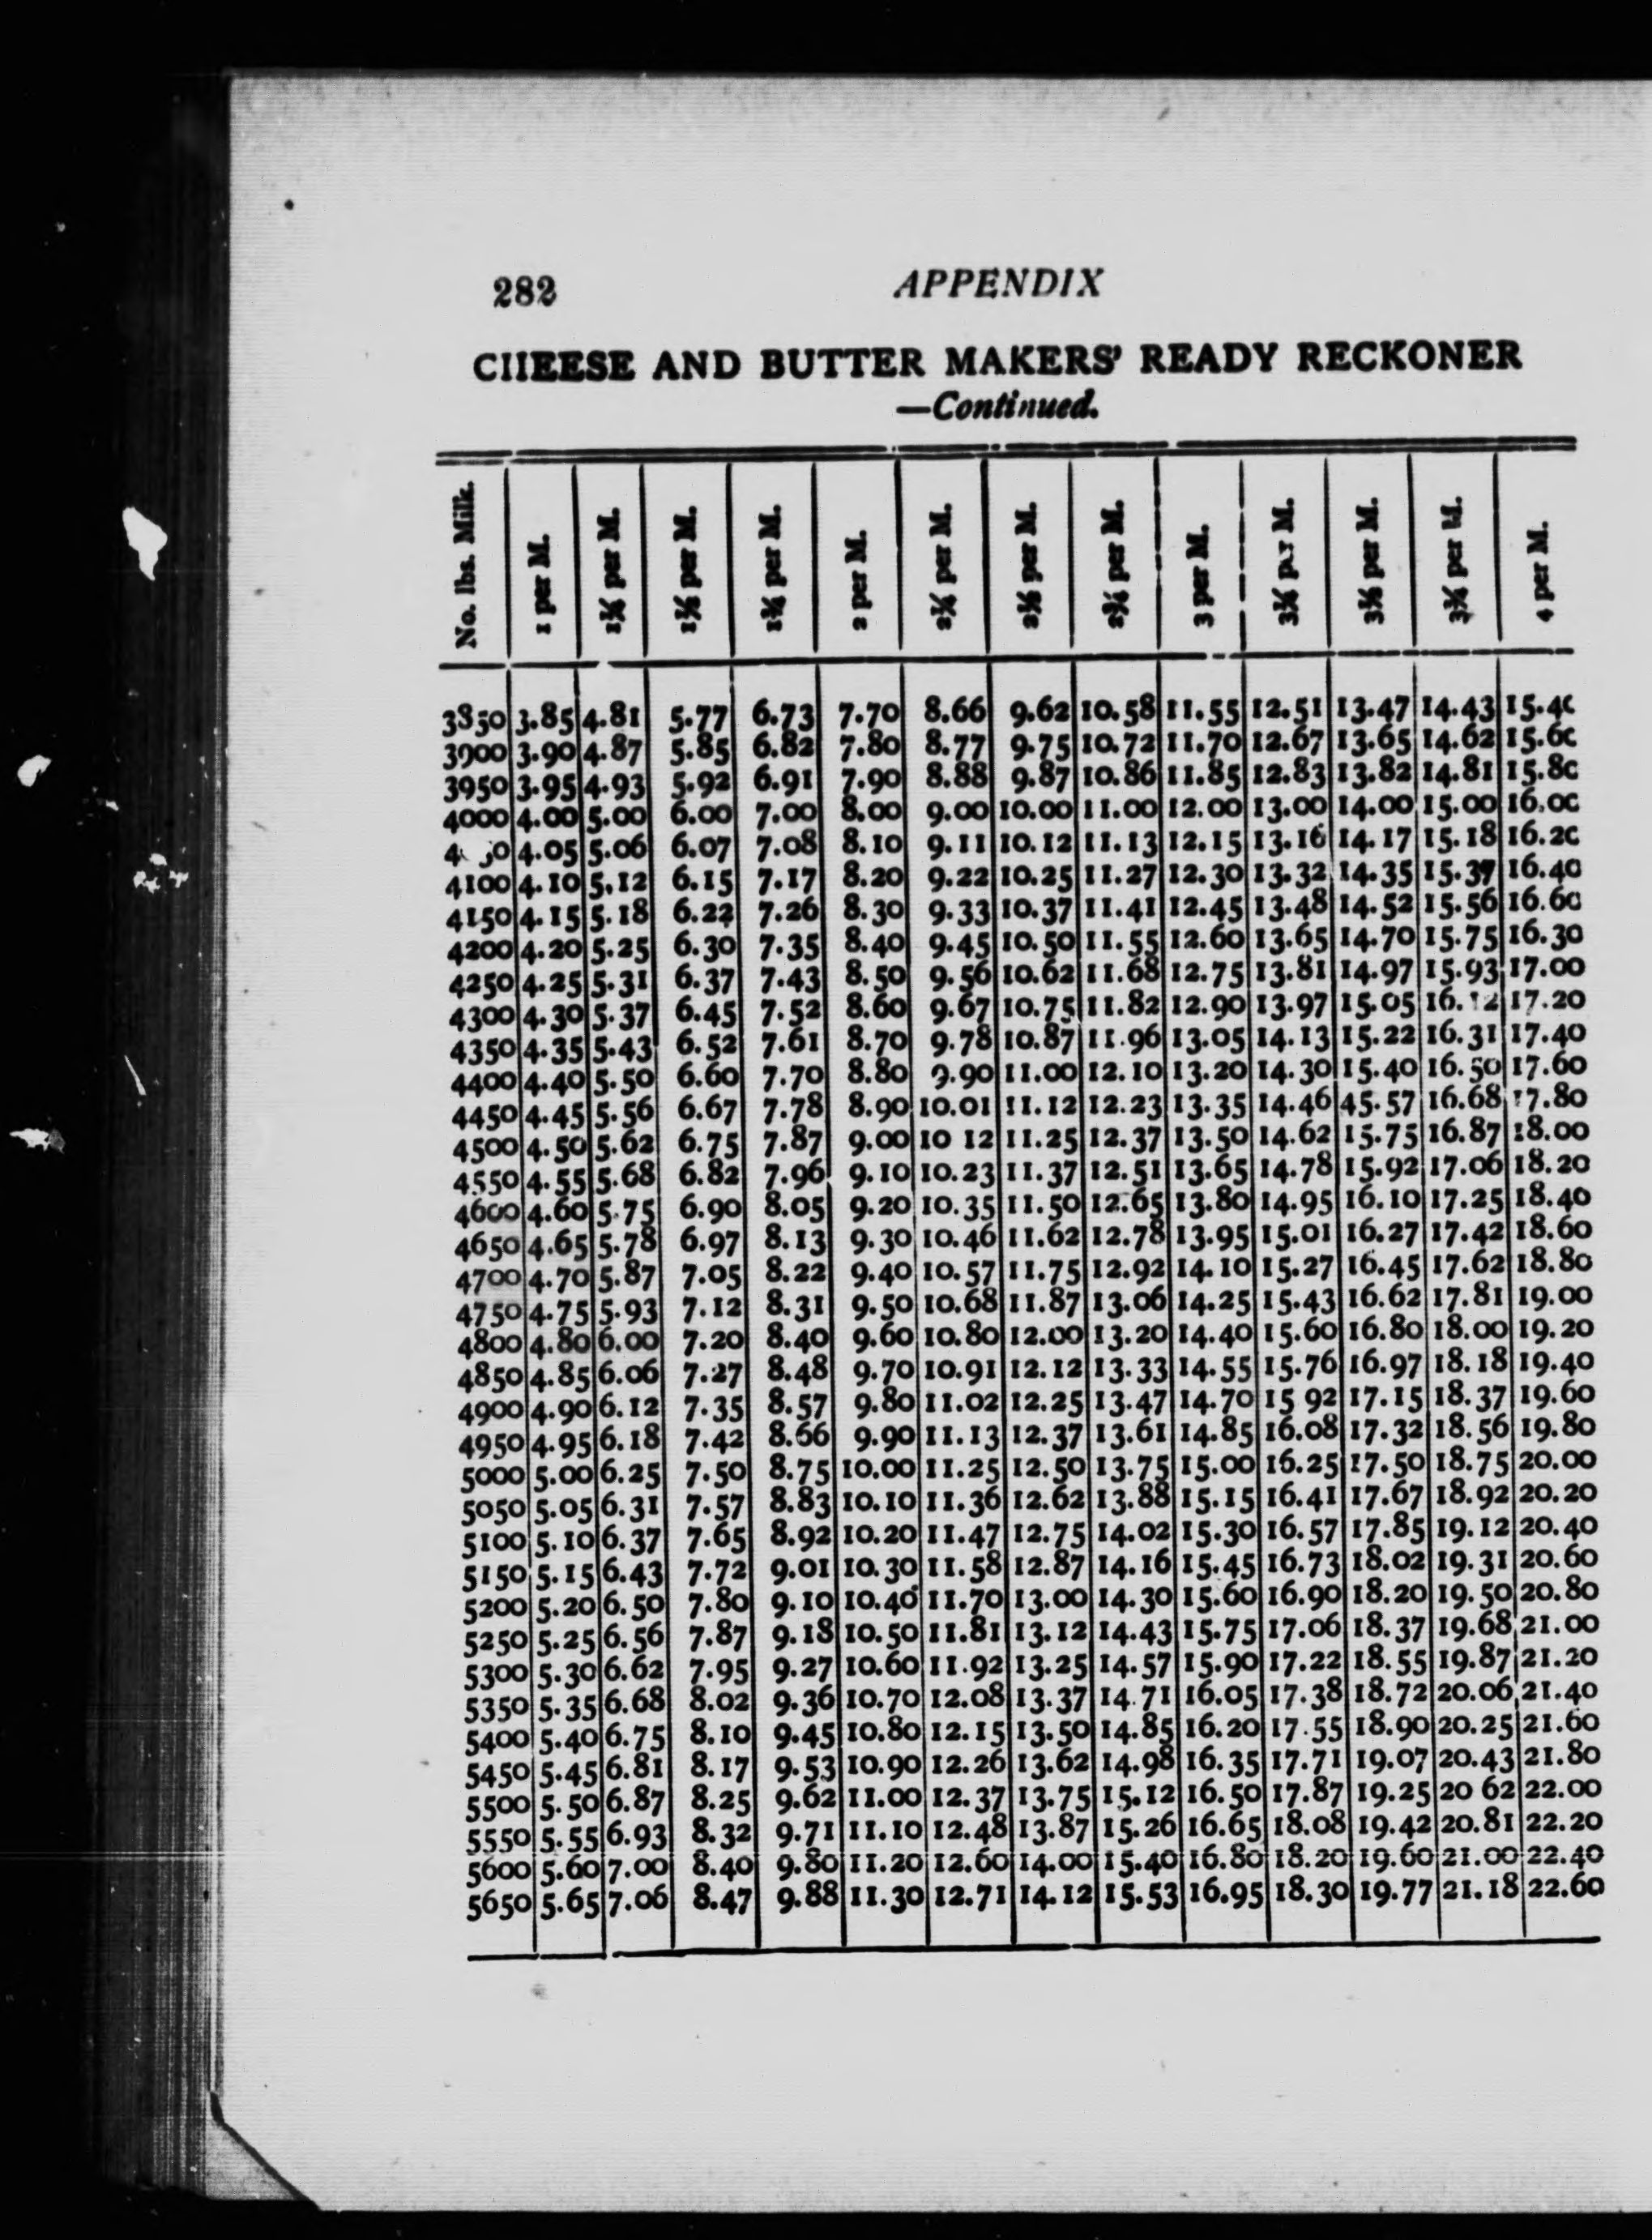 282 APPENDIX
CHEESE AND BUTTER MAKERS' READY RECKONER
—Continued.
No. lbs. Milk. 1 per M. 1¼ per M. 1½ per M. 1¾ per M. 2 per M. 2¼ per M. 2½ per M. 2¾ per M. 3 per M. 3¼ per M. 3½ per M. 3¾ per M. 4 per M.
3850 3.85 4.81 5.77 6.73 7.70 8.66 9.62 10.58 11.55 12.51 13.47 14.43 15.40
3900 3.90 4.87 5.85 6.82 7.80 8.77 9.75 10.72 11.70 12.67 13.65 14.62 15.60
3950 3.95 4.93 5.92 6.91 7.90 8.88 9.87 10.86 11.85 12.83 13.82 14.81 15.80
4000 4.00 5.00 6.00 7.00 8.00 9.00 10.00 11.00 12.00 13.00 14.00 15.00 16.00
4.05 5.06 6.07 7.08 8.10 9.11 10.12 11.13 12.15 13.16 14.17 15.18 16.20
4100 4.10 5.12 6.15 7.17 8.20 9.22 10.25 11.27 12.30 13.32 14.35 15.37 16.40
4150 4.15 5.18 6.22 7.26 8.30 9.33 10.37 11.41 12.45 13.48 14.52 15.56 16.60
4200 4.20 5.25 6.30 7.35 8.40 9.45 10.50 11.55 12.60 13.65 14.70 15.75 16.30
4250 4.25 5.31 6.37 7.43 8.50 9.56 10.62 11.68 12.75 13.81 14.97 15.93 17.00
4300 4.30 5.37 6.45 7.52 8.60 9.67 10.75 11.82 12.90 13.97 15.05 16.12 17.20
4350 4.35 5.43 6.52 7.61 8.70 9.78 10.87 11.96 13.05 14.13 15.22 16.31 17.40
4400 4.40 5.50 6.60 7.70 8.80 9.90 11.00 12.10 13.20 14.30 15.40 16.50 17.60
4450 4.45 5.56 6.67 7.78 8.90 10.01 11.12 12.23 13.35 14.46 45.57 16.68 17.80
4500 4.50 5.62 6.75 7.87 9.00 10 12 11.25 12.37 13.50 14.62 15.75 16.87 18.00
4550 4.55 5.68 6.82 7.96 9.10 10.23 11.37 12.51 13.65 14.78 15.92 17.06 18.20
4600 4.60 5.75 6.90 8.05 9.20 10.35 11.50 12.65 13.80 14.95 16.10 17.25 18.40
4650 4.65 5.78 6.97 8.13 9.30 10.46 11.62 12.78 13.95 15.01 16.27 17.42 18.60
4700 4.70 5.87 7.05 8.22 9.40 10.57 11.75 12.92 14.10 15.27 16.45 17.62 18.80
4750 4.75 5.93 7.12 8.31 9.50 10.68 11.87 13.06 14.25 15.43 16.62 17.81 19.00
4800 4.80 6.00 7.20 8.40 9.60 10.80 12.00 13.20 14.40 15.60 16.80 18.00 19.20
4850 4.85 6.06 7.27 8.48 9.70 10.91 12.12 13.33 14.55 15.76 16.97 18.18 19.40
4900 4.90 6.12 7.35 8.57 9.80 11.02 12.25 13.47 14.70 15 92 17.15 18.37 19.60
4950 4.95 6.18 7.42 8.66 9.90 11.13 12.37 13.61 14.85 16.08 17.32 18.56 19.80
5000 5.00 6.25 7.50 8.75 10.00 11.25 12.50 13.75 15.00 16.25 17.50 18.75 20.00
5050 5.05 6.31 7.57 8.83 10.10 11.36 12.62 13.88 15.15 16.41 17.67 18.92 20.20
5100 5.10 6.37 7.65 8.92 10.20 11.47 12.75 14.02 15.30 16.57 17.85 19.12 20.40
5150 5.15 6.43 7.72 9.01 10.30 11.58 12.87 14.16 15.45 16.73 18.02 19.31 20.60
5200 5.20 6.50 7.80 9.10 10.40 11.70 13.00 14.30 15.60 16.90 18.20 19.50 20.80
5250 5.25 6.56 7.87 9.18 10.50 11.81 13.12 14.43 15.75 17.06 18.37 19.68 21.00
5300 5.30 6.62 7.95 9.27 10.60 11.92 13.25 14.57 15.90 17.22 18.55 19.87 21.20
5350 5.35 6.68 8.02 9.36 10.70 12.08 13.37 14.71 16.05 17.38 18.72 20.06 21.40
5400 5.40 6.75 8.10 9.45 10.80 12.15 13.50 14.85 16.20 17.55 18.90 20.25 21.60
5450 5.45 6.81 8.17 9.53 10.90 12.26 13.62 14.98 16.35 17.71 19.07 20.43 21.80
5500 5.50 6.87 8.25 9.62 11.00 12.37 13.75 15.12 16.50 17.87 19.25 20 62 22.00
5550 5.55 6.93 8.32 9.71 11.10 12.48 13.87 15.26 16.65 18.08 19.42 20.81 22.20
5600 5.60 7.00 8.40 9.80 11.20 12.60 14.00 15.40 16.80 18.20 19.60 21.00 22.40
5650 5.65 7.06 8.47 9.88 11.30 12.71 14.12 15.53 16.95 18.30 19.77 21.18 22.60